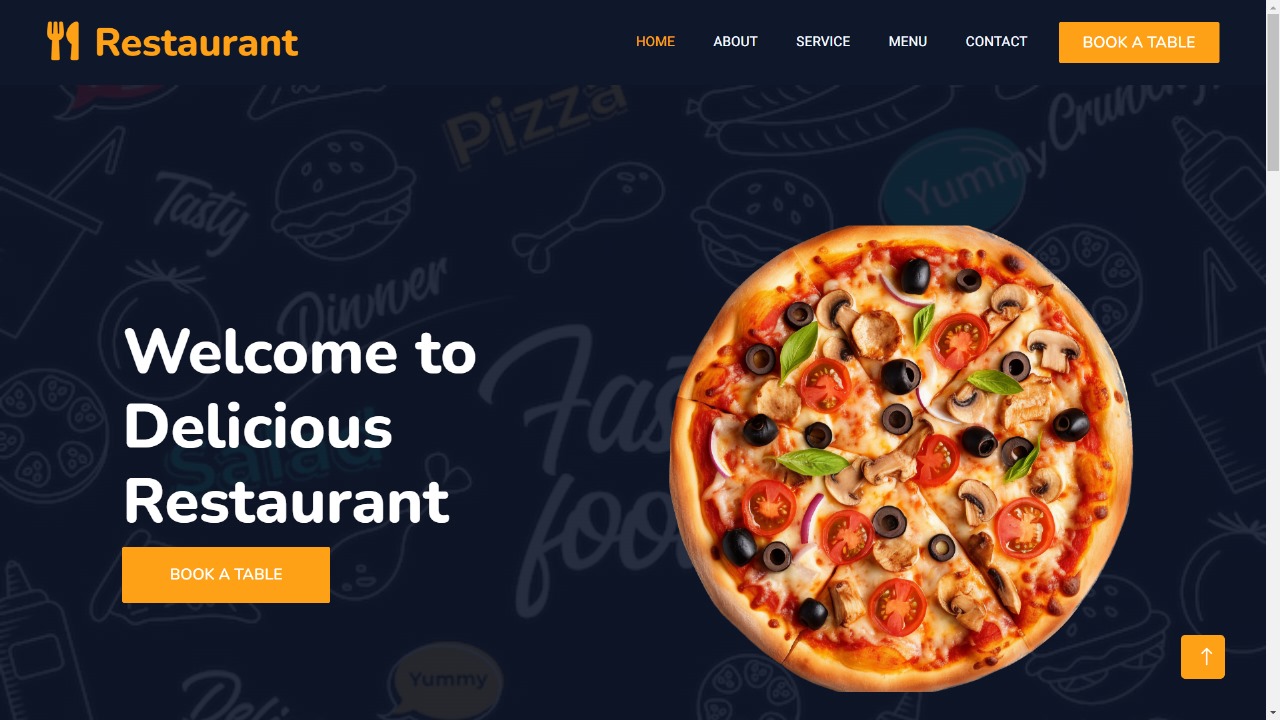 Restaurant
HOME
ABOUT
SERVICE
MENU
CONTACT
BOOK A TABLE
Pizza
Crunchy
Yummy
Tasty
Dinner
Fast
food
Welcome to
Delicious
Salad
Restaurant
BOOK A TABLE
Yummy